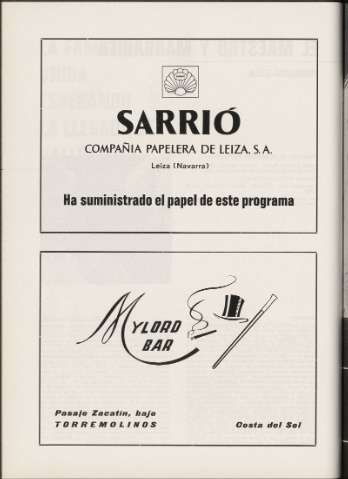 SARRIÓ
COMPAÑIA PAPELERA DE LEIZA, S. A.
Leiza (Navarra)
Ha suministrado el papel de este programa
MYLORD
BAR
Pasaje Zacatín, bajo
TORREMOLINOS
Costa del Sol